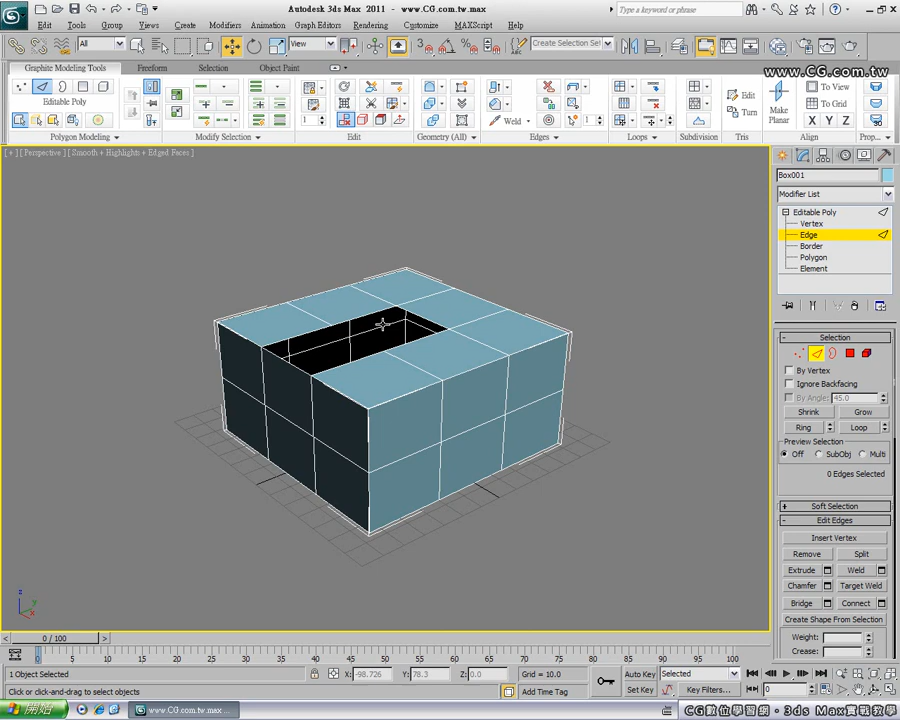 Autodesk 3ds Max 2011 - www.CG.com.tw.max
Type a keyword or phrase
Edit Tools Group Views Create Modifiers Animation Graph Editors Rendering Customize MAXScript Help
All
View
Create Selection Se
www.CG.com.tw
Graphite Modeling Tools Freeform Selection Object Paint
Editable Poly
1
Weld
1
Edit
Turn
Make Planar
To View
To Grid
X Y Z
Polygon Modeling Modify Selection Geometry (All) Edges Loops Subdivision Tris Align Prop...
[ + ] [ Perspective ] [ Smooth + Highlights + Edged Faces ]
Box001
Modifier List
Editable Poly
Vertex
Edge
Border
Polygon
Element
- Selection
By Vertex
Ignore Backfacing
By Angle: 45.0
Shrink Grow
Ring Loop
Preview Selection
Off SubObj Multi
0 Edges Selected
+ Soft Selection
- Edit Edges
Insert Vertex
Remove Split
Extrude Weld
Chamfer Target Weld
Bridge Connect
Create Shape From Selection
Weight:
Crease:
z
y
x
< 0 / 100 >
0 5 10 15 20 25 30 35 40 45 50 55 60 65 70 75 80 85 90 95 100
1 Object Selected X: -98.726 Y: 78.3 Z: 0.0 Grid = 10.0 Auto Key Selected
Click or click-and-drag to select objects Add Time Tag Set Key Key Filters... 0
開始 www.CG.com.tw ... CG數位學習網‧3ds Max實戰教學